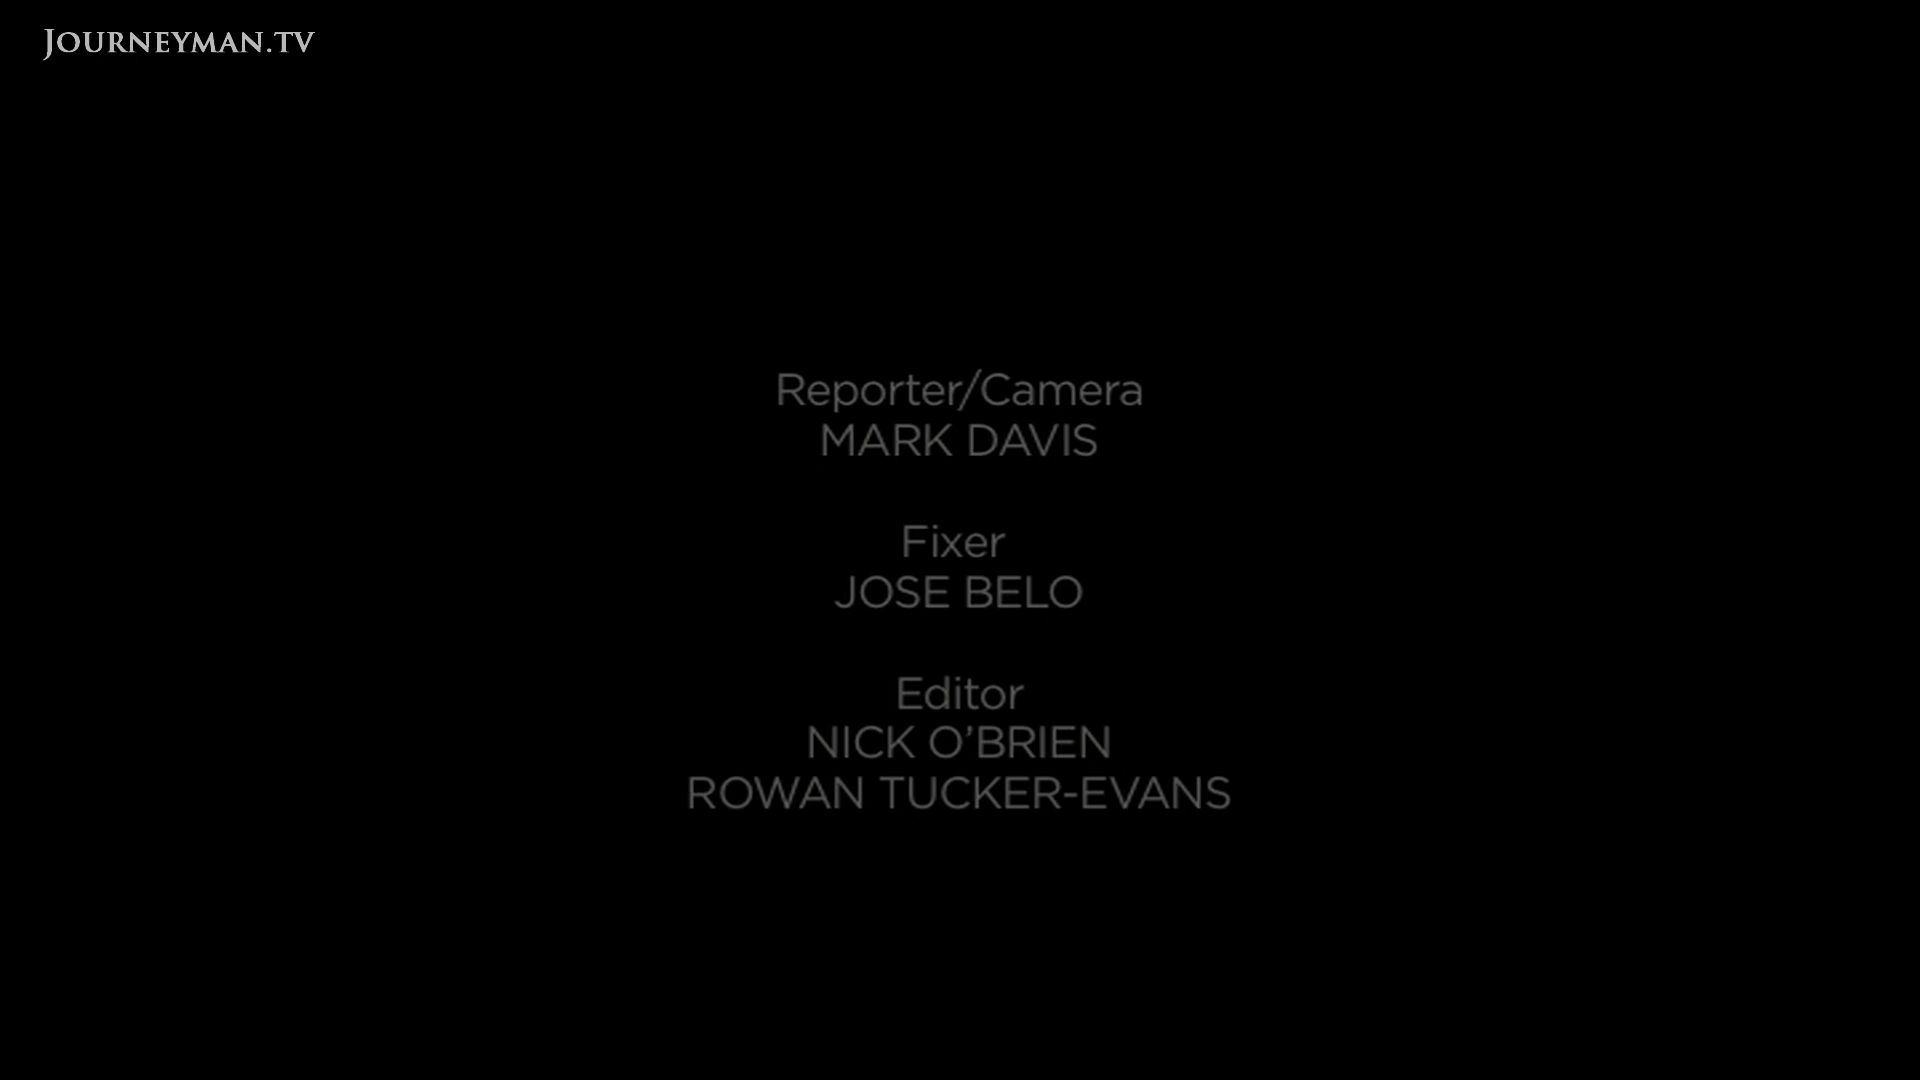 JOURNEYMAN.TV
Reporter/Camera
MARK DAVIS
Fixer
JOSE BELO
Editor
NICK O’BRIEN
ROWAN TUCKER-EVANS